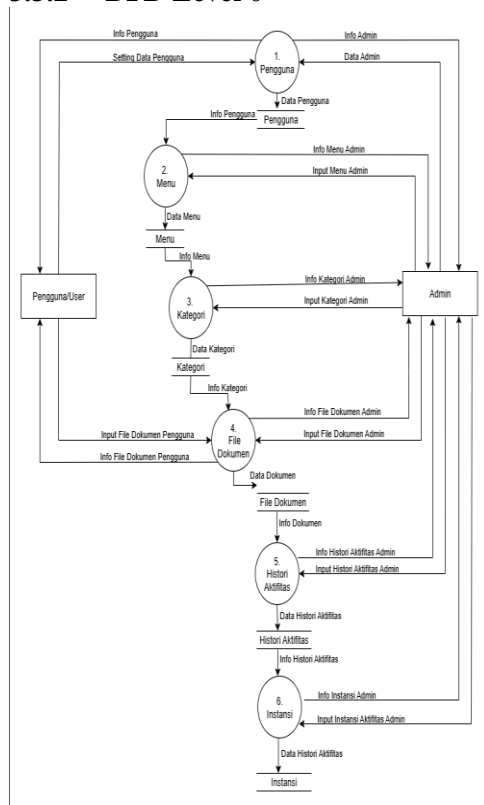 Info Pengguna
Info Admin
Setting Data Pengguna
1.
Pengguna
Data Admin
Data Pengguna
Info Pengguna
Pengguna
2.
Menu
Info Menu Admin
Input Menu Admin
Data Menu
Menu
Info Menu
Pengguna/User
3.
Kategori
Info Kategori Admin
Input Kategori Admin
Admin
Data Kategori
Kategori
Info Kategori
4.
File
Dokumen
Info File Dokumen Admin
Input File Dokumen Pengguna
Input File Dokumen Admin
Info File Dokumen Pengguna
Data Dokumen
File Dokumen
Info Dokumen
5.
Histori
Aktifitas
Info Histori Aktifitas Admin
Input Histori Aktifitas Admin
Data Histori Aktifitas
Histori Aktifitas
Info Histori Aktifitas
6.
Instansi
Info Instansi Admin
Input Instansi Aktifitas Admin
Data Histori Aktifitas
Instansi